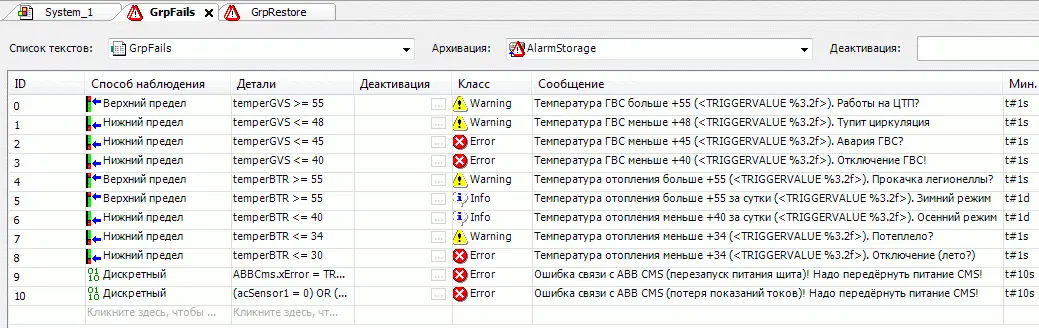 System_1 GrpFails GrpRestore
Список текстов: GrpFails Архивация: AlarmStorage Деактивация:
ID Способ наблюдения Детали Деактивация Класс Сообщение Мин.
0 Верхний предел temperGVS >= 55 ... Warning Температура ГВС больше +55 (<TRIGGERVALUE %3.2f>). Работы на ЦТП? t#1s
1 Нижний предел temperGVS <= 48 ... Warning Температура ГВС меньше +48 (<TRIGGERVALUE %3.2f>). Тупит циркуляция t#1s
2 Нижний предел temperGVS <= 45 ... Error Температура ГВС меньше +45 (<TRIGGERVALUE %3.2f>). Авария ГВС? t#1s
3 Нижний предел temperGVS <= 40 ... Error Температура ГВС меньше +40 (<TRIGGERVALUE %3.2f>). Отключение ГВС! t#1s
4 Верхний предел temperBTR >= 55 ... Warning Температура отопления больше +55 (<TRIGGERVALUE %3.2f>). Прокачка легионеллы? t#1s
5 Верхний предел temperBTR >= 55 ... Info Температура отопления больше +55 за сутки (<TRIGGERVALUE %3.2f>). Зимний режим t#1d
6 Нижний предел temperBTR <= 40 ... Info Температура отопления меньше +40 за сутки (<TRIGGERVALUE %3.2f>). Осенний режим t#1d
7 Нижний предел temperBTR <= 34 ... Warning Температура отопления меньше +34 (<TRIGGERVALUE %3.2f>). Потеплело? t#1s
8 Нижний предел temperBTR <= 30 ... Error Температура отопления меньше +34 (<TRIGGERVALUE %3.2f>). Отключение (лето?) t#1s
9 Дискретный ABBCms.xError = TR... ... Error Ошибка связи с ABB CMS (перезапуск питания щита)! Надо передёрнуть питание CMS! t#10s
10 Дискретный (acSensor1 = 0) OR (... ... Error Ошибка связи с ABB CMS (потеря показаний токов)! Надо передёрнуть питание CMS! t#10s
Кликните здесь, чтобы ... Кликните здесь, чт...